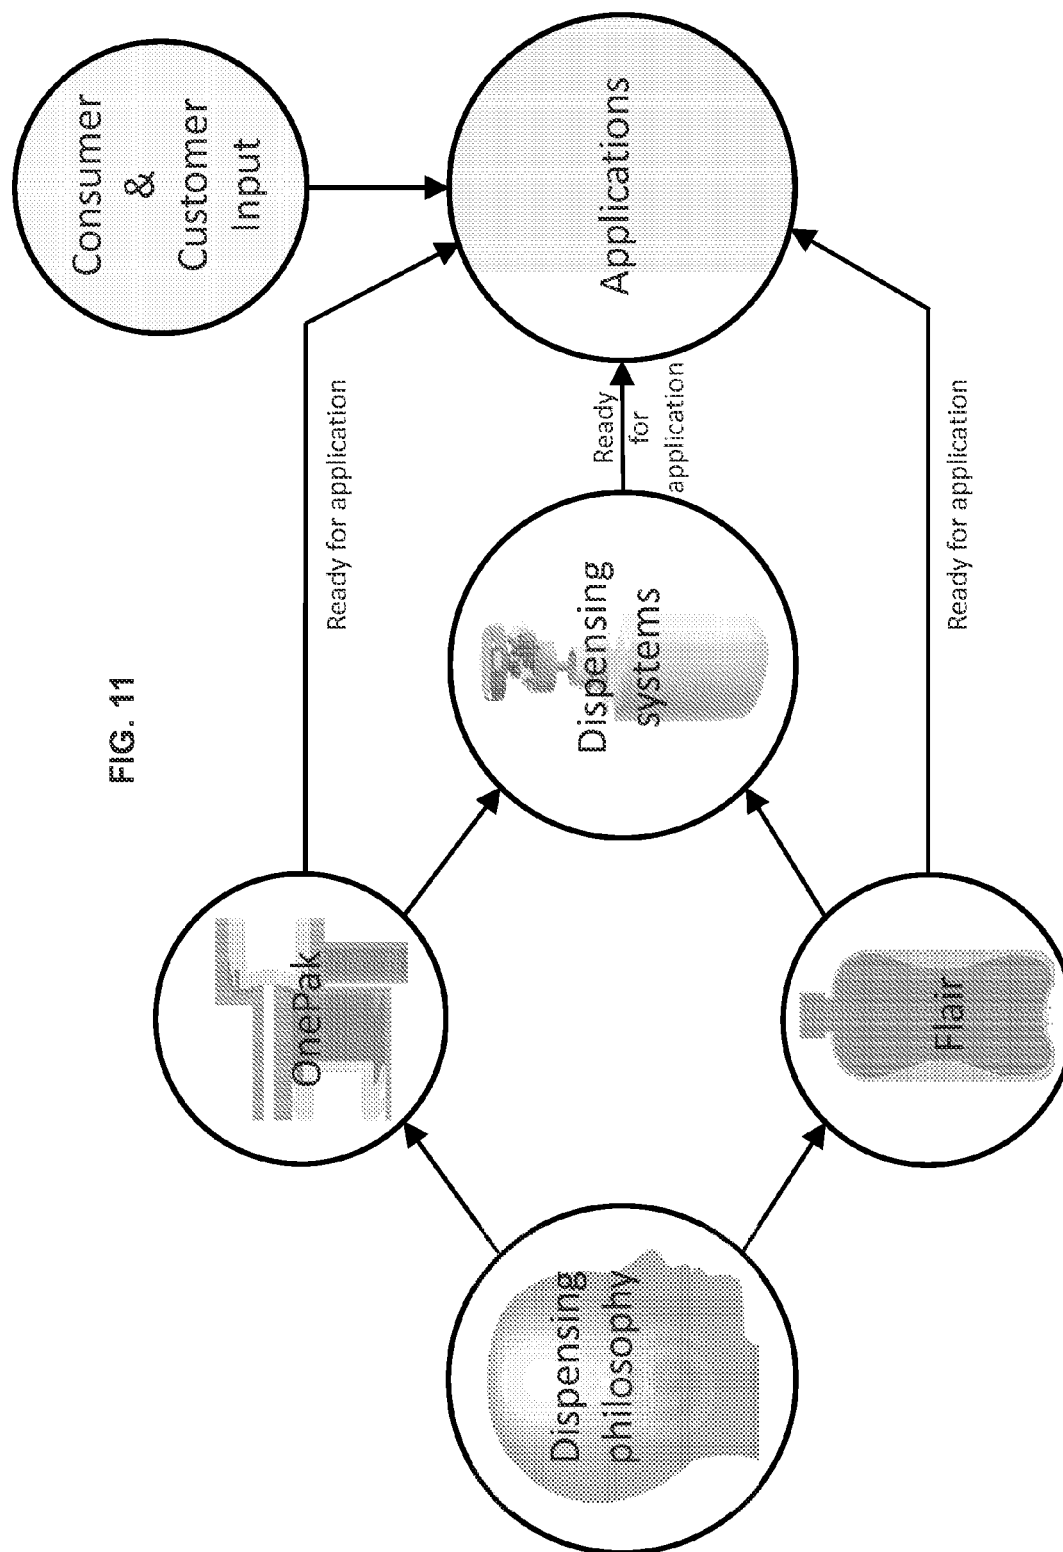 FIG. 11
Consumer
&
Customer
Input
OnePak
Ready for application
Dispensing
philosophy
Dispensing
systems
Ready
for
application
Applications
Flair
Ready for application